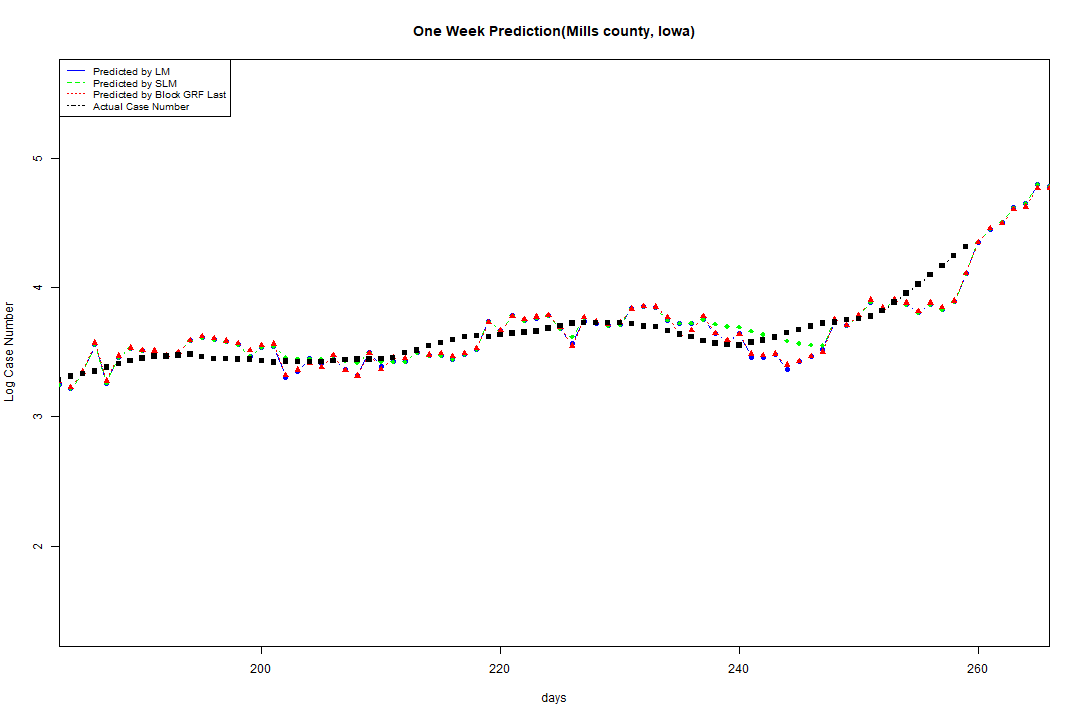 One Week Prediction(Mills county, Iowa)
Predicted by LM
Predicted by SLM
Predicted by Block GRF Last
Actual Case Number
5
4
3
2
Log Case Number
200 220 240 260
days